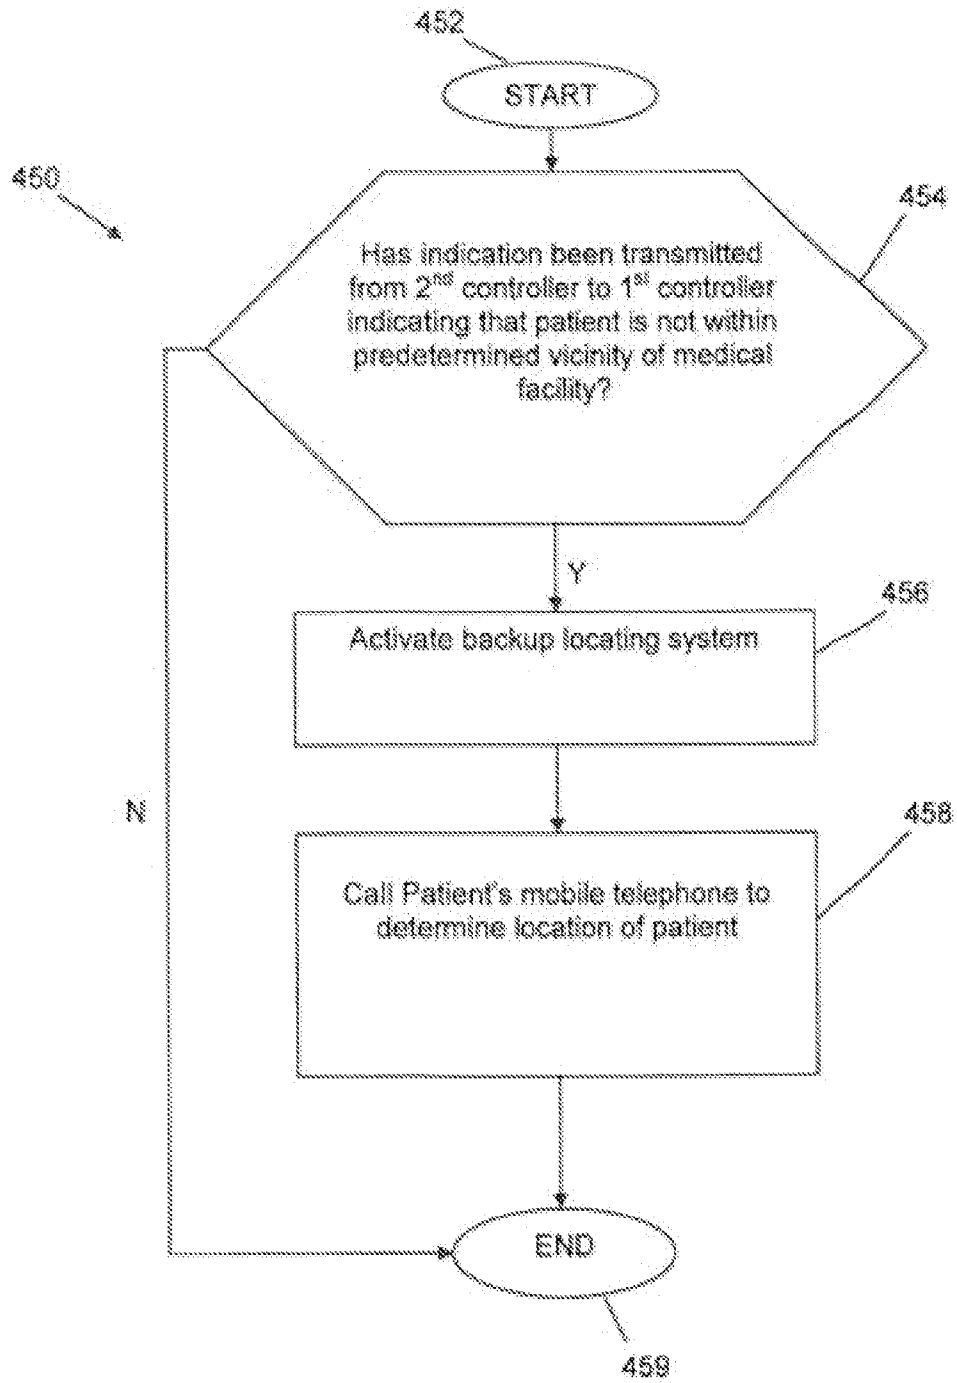 452
START
450
454
Has indication been transmitted
from 2nd controller to 1st controller
indicating that patient is not within
predetermined vicinity of medical
facility?
Y
456
Activate backup locating system
N
458
Call Patient's mobile telephone to
determine location of patient
END
459